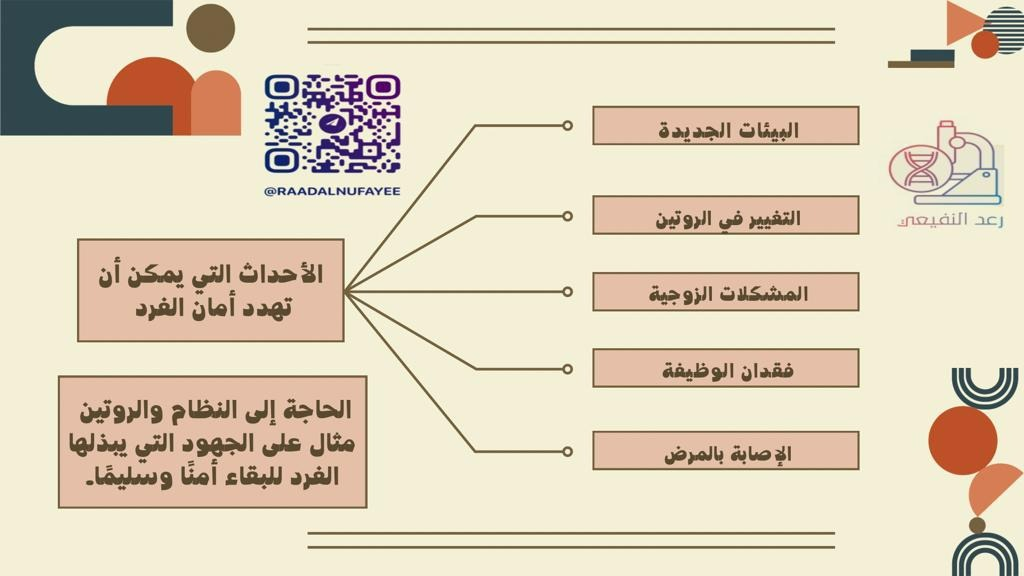 @RAADALNUFAYEE
رعد النفيعي
الأحداث التي يمكن أن
تهدد أمان الفرد
البيئات الجديدة
التغيير في الروتين
المشكلات الزوجية
فقدان الوظيفة
الإصابة بالمرض
الحاجة إلى النظام والروتين
مثال على الجهود التي يبذلها
الفرد للبقاء أمنًا وسليمًا.